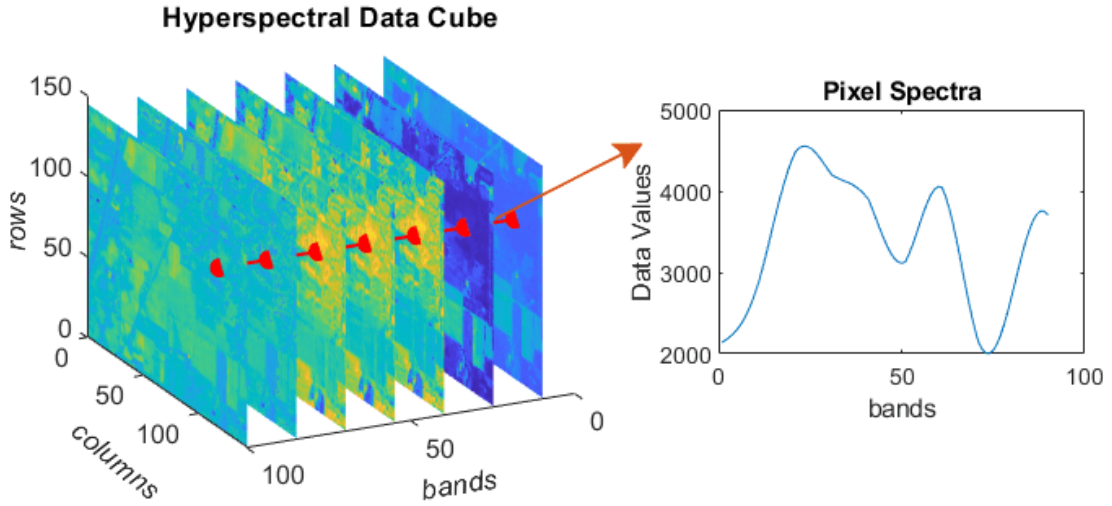 Hyperspectral Data Cube
150
100
50
0
rows
0
50
100
columns
100
50
0
bands
Pixel Spectra
5000
4000
3000
2000
Data Values
0
50
100
bands